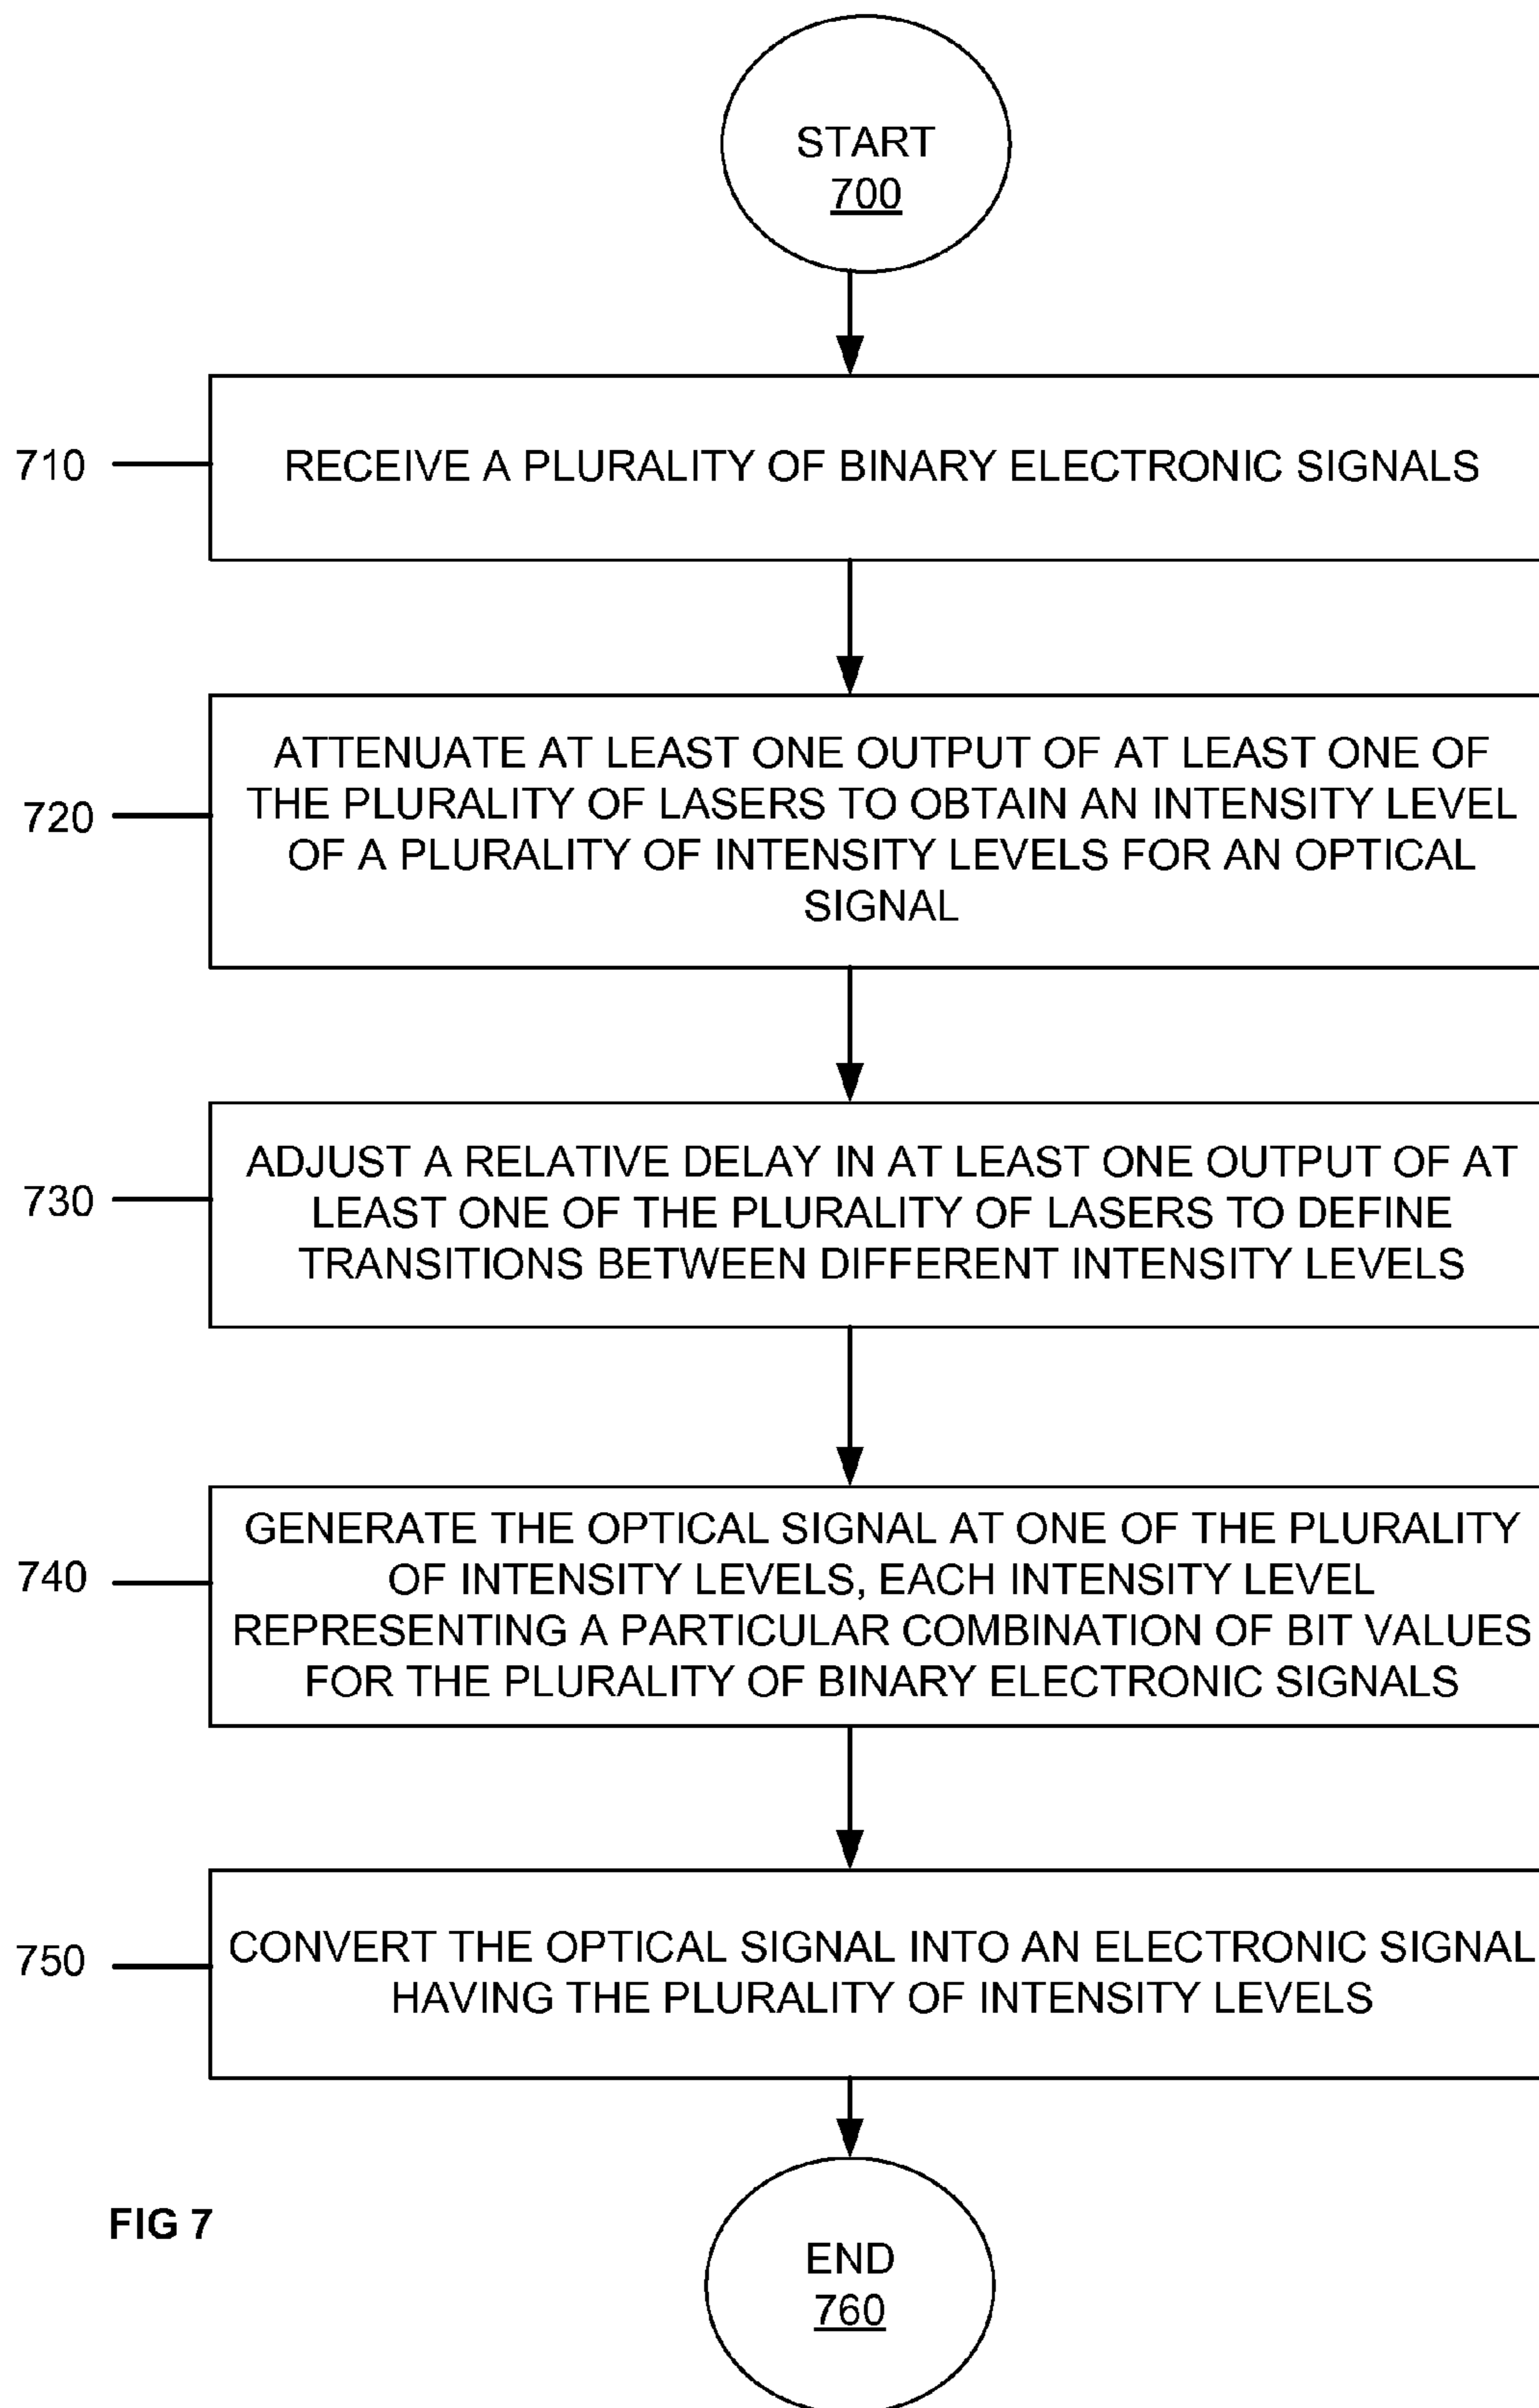 START
700
710
RECEIVE A PLURALITY OF BINARY ELECTRONIC SIGNALS
720
ATTENUATE AT LEAST ONE OUTPUT OF AT LEAST ONE OF
THE PLURALITY OF LASERS TO OBTAIN AN INTENSITY LEVEL
OF A PLURALITY OF INTENSITY LEVELS FOR AN OPTICAL
SIGNAL
730
ADJUST A RELATIVE DELAY IN AT LEAST ONE OUTPUT OF AT
LEAST ONE OF THE PLURALITY OF LASERS TO DEFINE
TRANSITIONS BETWEEN DIFFERENT INTENSITY LEVELS
740
GENERATE THE OPTICAL SIGNAL AT ONE OF THE PLURALITY
OF INTENSITY LEVELS, EACH INTENSITY LEVEL
REPRESENTING A PARTICULAR COMBINATION OF BIT VALUES
FOR THE PLURALITY OF BINARY ELECTRONIC SIGNALS
750
CONVERT THE OPTICAL SIGNAL INTO AN ELECTRONIC SIGNAL
HAVING THE PLURALITY OF INTENSITY LEVELS
FIG 7
END
760